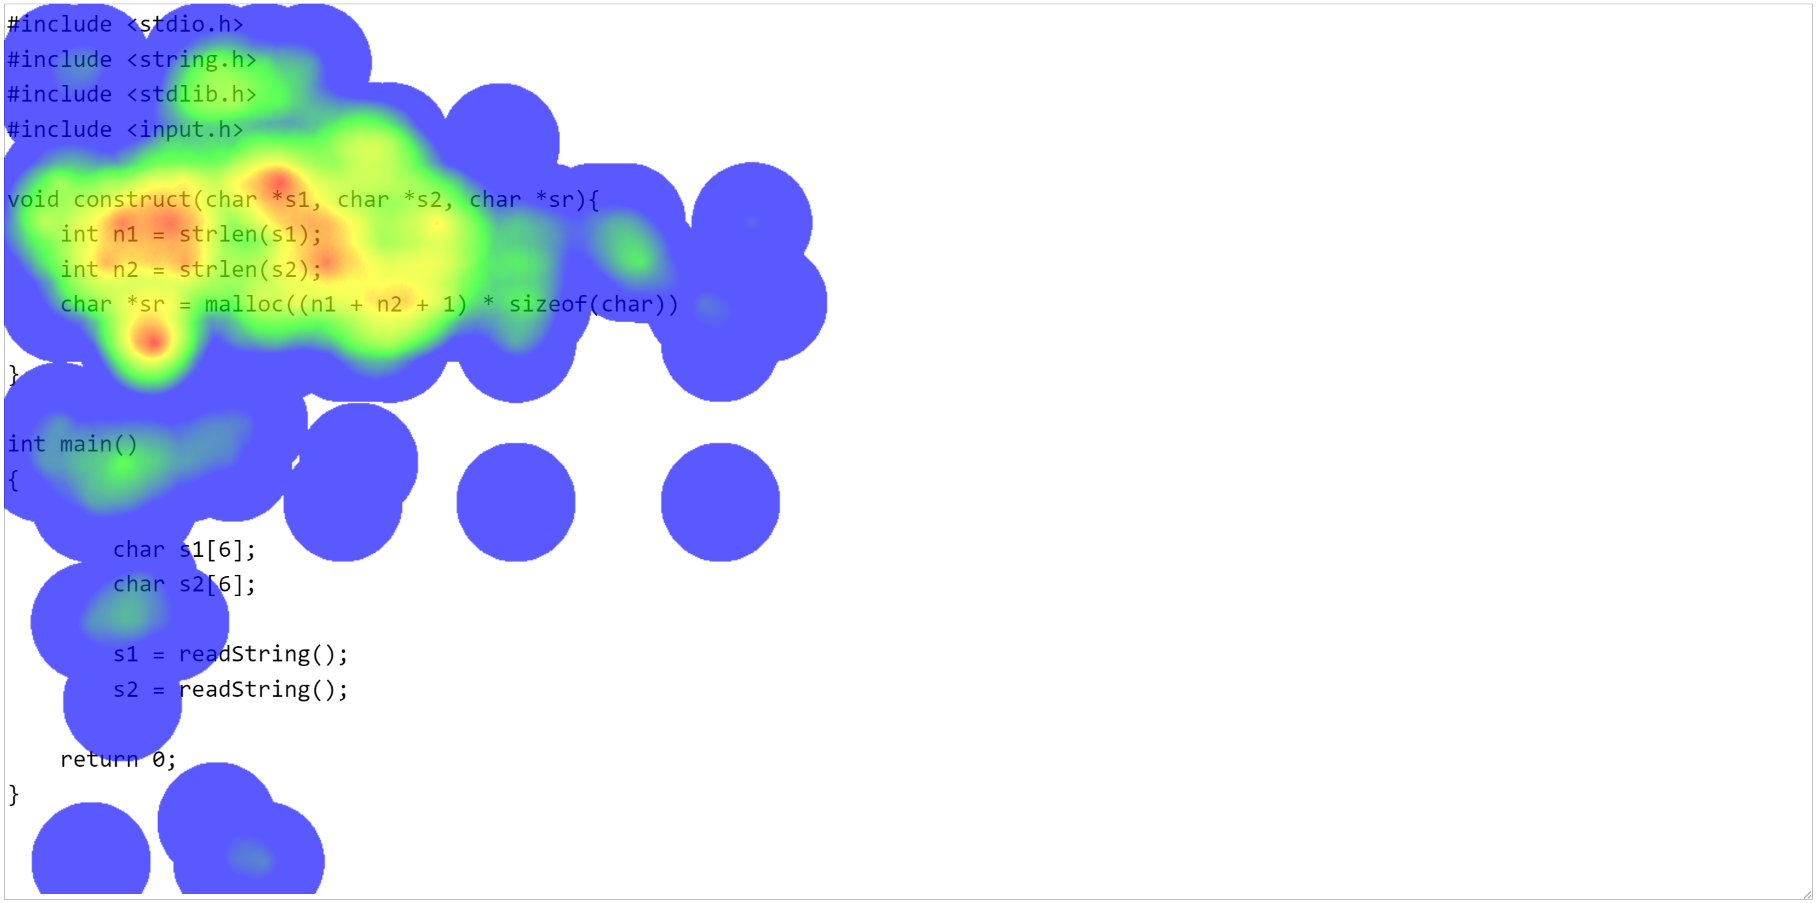 #include <stdio.h>
#include <string.h>
#include <stdlib.h>
#include <input.h>
void construct(char *s1, char *s2, char *sr){
    int n1 = strlen(s1);
    int n2 = strlen(s2);
    char *sr = malloc((n1 + n2 + 1) * sizeof(char))
}
int main()
{
        char s1[6];
        char s2[6];
        s1 = readString();
        s2 = readString();
    return 0;
}